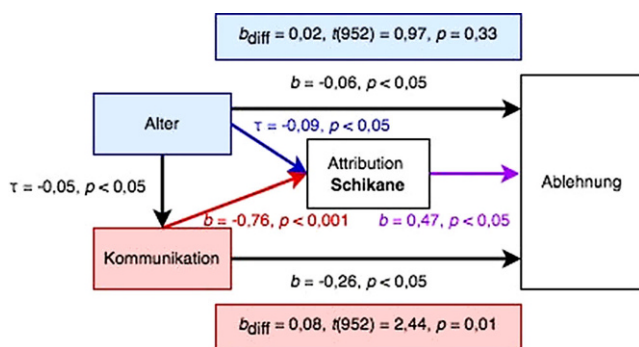 bdiff = 0,02, t(952) = 0,97, p = 0,33
b = -0,06, p < 0,05
Alter
τ = -0,09, p < 0,05
Attribution
Schikane
Ablehnung
τ = -0,05, p < 0,05
b = -0,76, p < 0,001
b = 0,47, p < 0,05
Kommunikation
b = -0,26, p < 0,05
bdiff = 0,08, t(952) = 2,44, p = 0,01